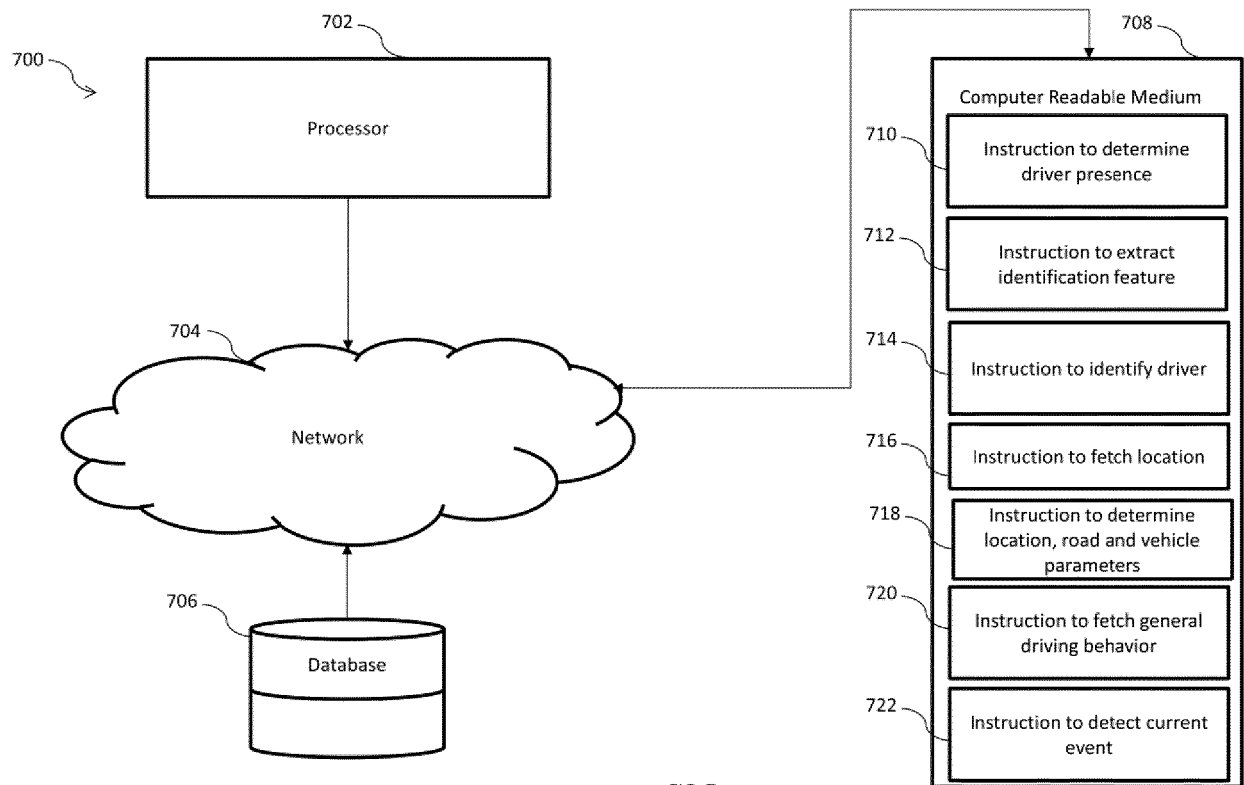 700
702
Processor
704
Network
706
Database
708
Computer Readable Medium
710
Instruction to determine
driver presence
712
Instruction to extract
identification feature
714
Instruction to identify driver
716
Instruction to fetch location
718
Instruction to determine
location, road and vehicle
parameters
720
Instruction to fetch general
driving behavior
722
Instruction to detect current
event